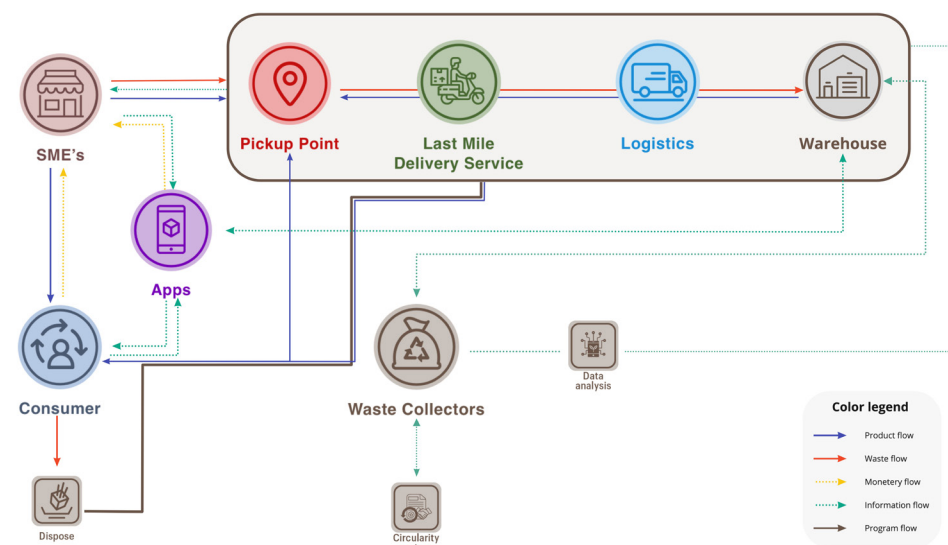 Pickup Point
Last Mile
Delivery Service
Logistics
Warehouse
SME's
Apps
Consumer
Waste Collectors
Data
analysis
Dispose
Circularity
Color legend
Product flow
Waste flow
Monetery flow
Information flow
Program flow